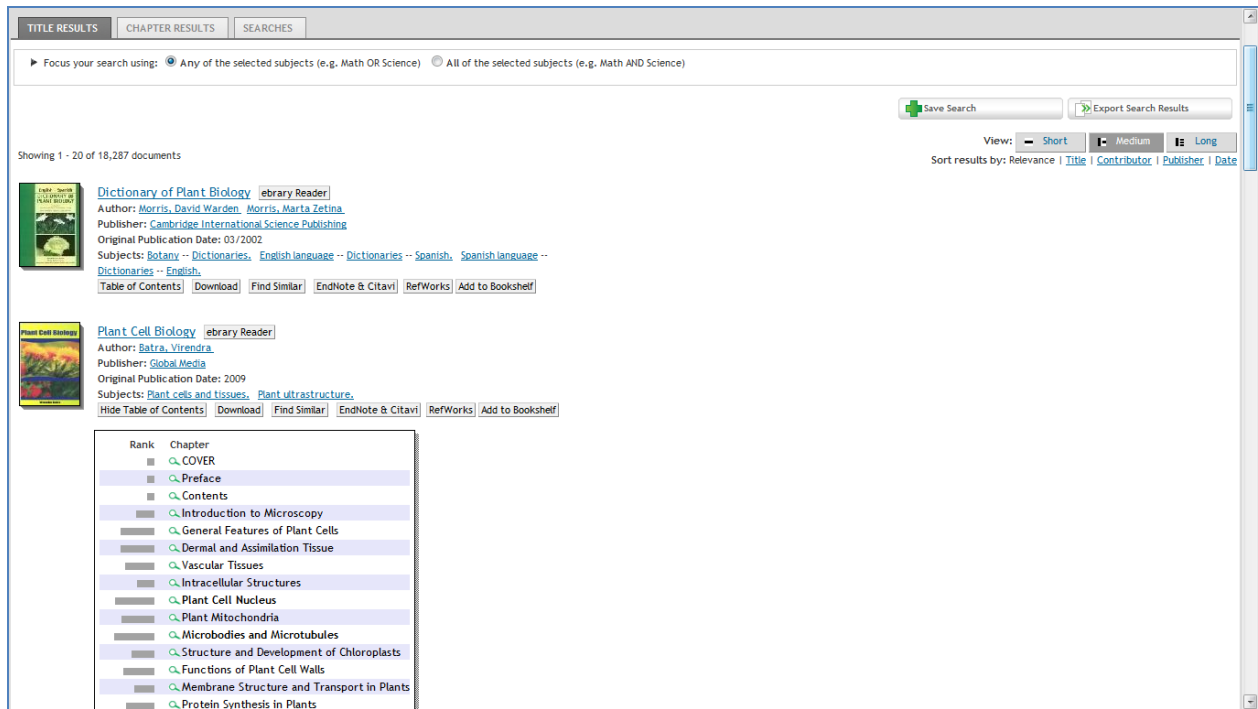 TITLE RESULTS CHAPTER RESULTS SEARCHES
Focus your search using: Any of the selected subjects (e.g. Math OR Science) All of the selected subjects (e.g. Math AND Science)
Save Search Export Search Results
View: Short Medium Long
Showing 1 - 20 of 18,287 documents
Sort results by: Relevance | Title | Contributor | Publisher | Date
Dictionary of Plant Biology ebrary Reader
Author: Morris, David Warden Morris, Marta Zetina
Publisher: Cambridge International Science Publishing
Original Publication Date: 03/2002
Subjects: Botany -- Dictionaries, English language -- Dictionaries -- Spanish, Spanish language --
Dictionaries -- English,
Table of Contents Download Find Similar EndNote & Citavi RefWorks Add to Bookshelf
Plant Cell Biology
Plant Cell Biology ebrary Reader
Author: Batra, Virendra
Publisher: Global Media
Original Publication Date: 2009
Subjects: Plant cells and tissues, Plant ultrastructure,
Hide Table of Contents Download Find Similar EndNote & Citavi RefWorks Add to Bookshelf
Rank Chapter
COVER
Preface
Contents
Introduction to Microscopy
General Features of Plant Cells
Dermal and Assimilation Tissue
Vascular Tissues
Intracellular Structures
Plant Cell Nucleus
Plant Mitochondria
Microbodies and Microtubules
Structure and Development of Chloroplasts
Functions of Plant Cell Walls
Membrane Structure and Transport in Plants
Protein Synthesis in Plants